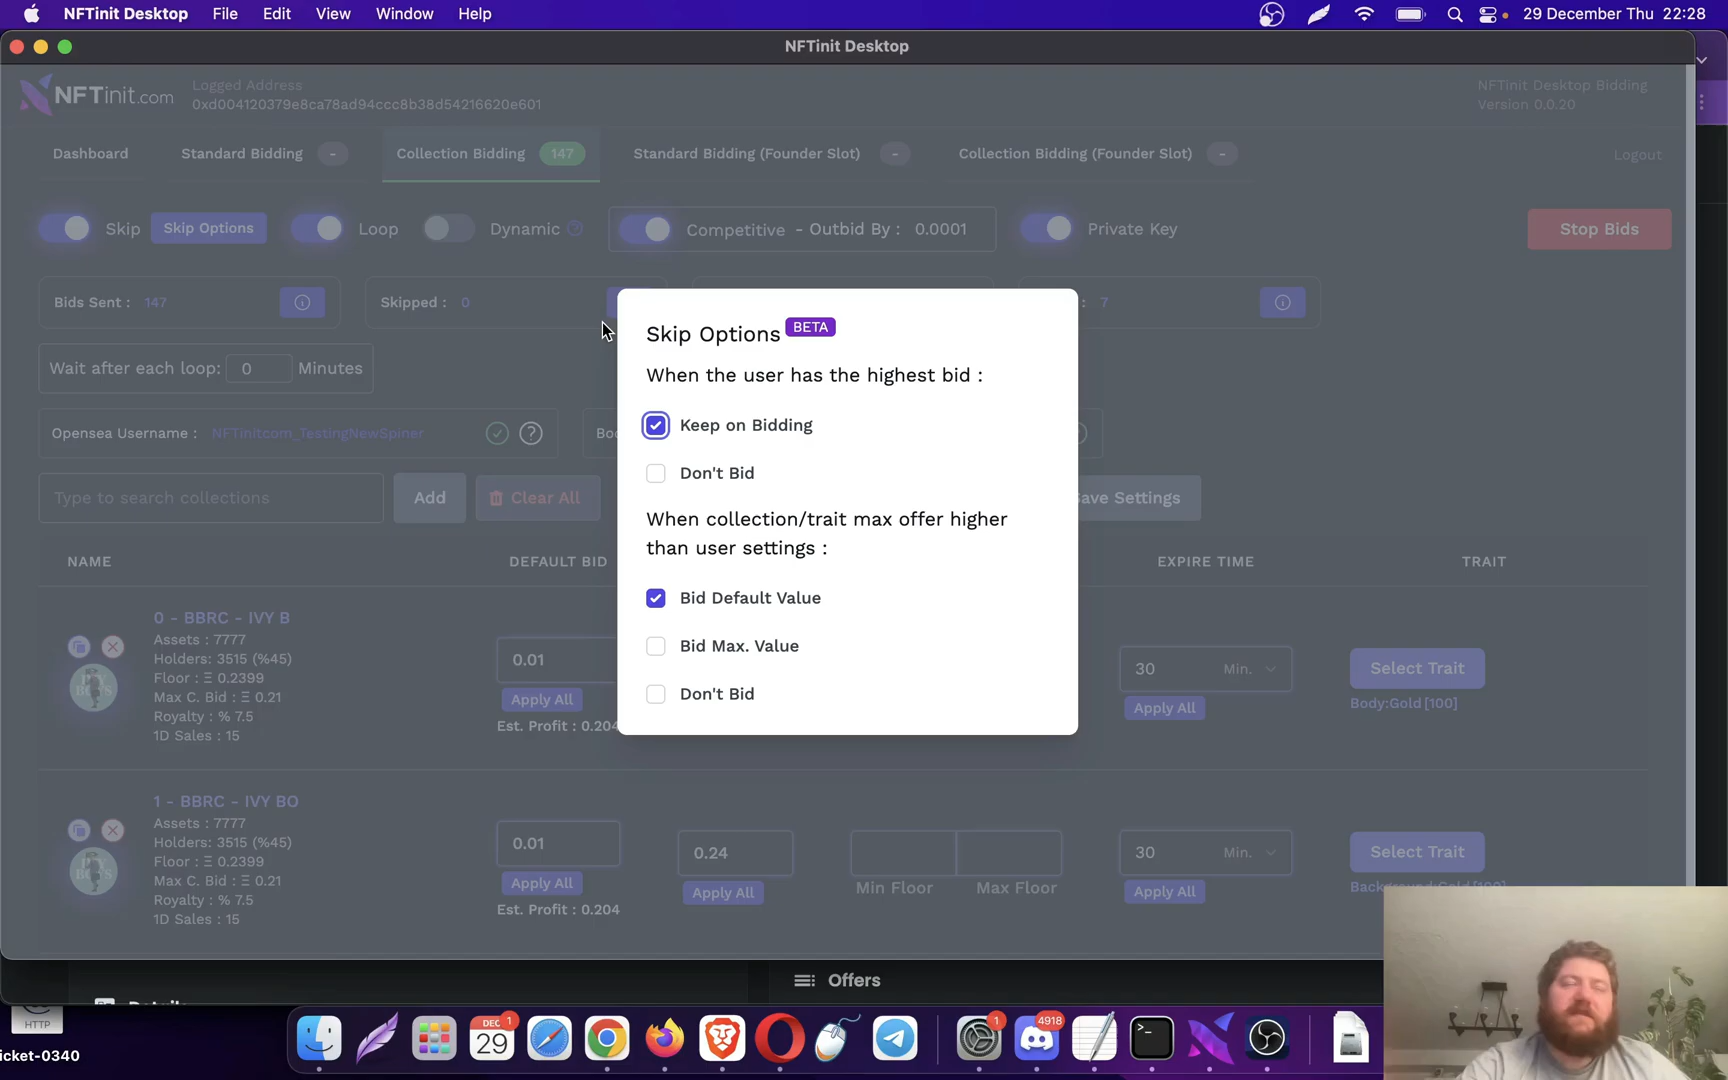 NFTinit Desktop File Edit View Window Help
29 December Thu 22:28
NFTinit Desktop
NFTinit.com
Logged Address
0xd004120379e8ca78ad94ccc8b38d54216620e601
NFTinit Desktop Bidding
Version 0.0.20
Dashboard
Standard Bidding -
Collection Bidding 147
Standard Bidding (Founder Slot) -
Collection Bidding (Founder Slot) -
Logout
Skip Skip Options Loop Dynamic ? Competitive - Outbid By : 0.0001 Private Key
Stop Bids
Bids Sent : 147
Skipped : 0
: 7
Wait after each loop: 0 Minutes
Opensea Username : NFTinitcom_TestingNewSpiner ?
Type to search collections
Add
Clear All
Save Settings
Skip Options BETA
When the user has the highest bid :
Keep on Bidding
Don't Bid
When collection/trait max offer higher
than user settings :
Bid Default Value
Bid Max. Value
Don't Bid
NAME DEFAULT BID EXPIRE TIME TRAIT
0 - BBRC - IVY B
Assets : 7777
Holders: 3515 (%45)
Floor : Ξ 0.2399
Max C. Bid : Ξ 0.21
Royalty : % 7.5
1D Sales : 15
0.01
Apply All
Est. Profit : 0.204
30 Min.
Apply All
Select Trait
Body:Gold [100]
1 - BBRC - IVY BO
Assets : 7777
Holders: 3515 (%45)
Floor : Ξ 0.2399
Max C. Bid : Ξ 0.21
Royalty : % 7.5
1D Sales : 15
0.01
Apply All
Est. Profit : 0.204
0.24
Apply All
Min Floor Max Floor
30 Min.
Apply All
Select Trait
Offers
HTTP
icket-0340
DEC
29
1
1
4918